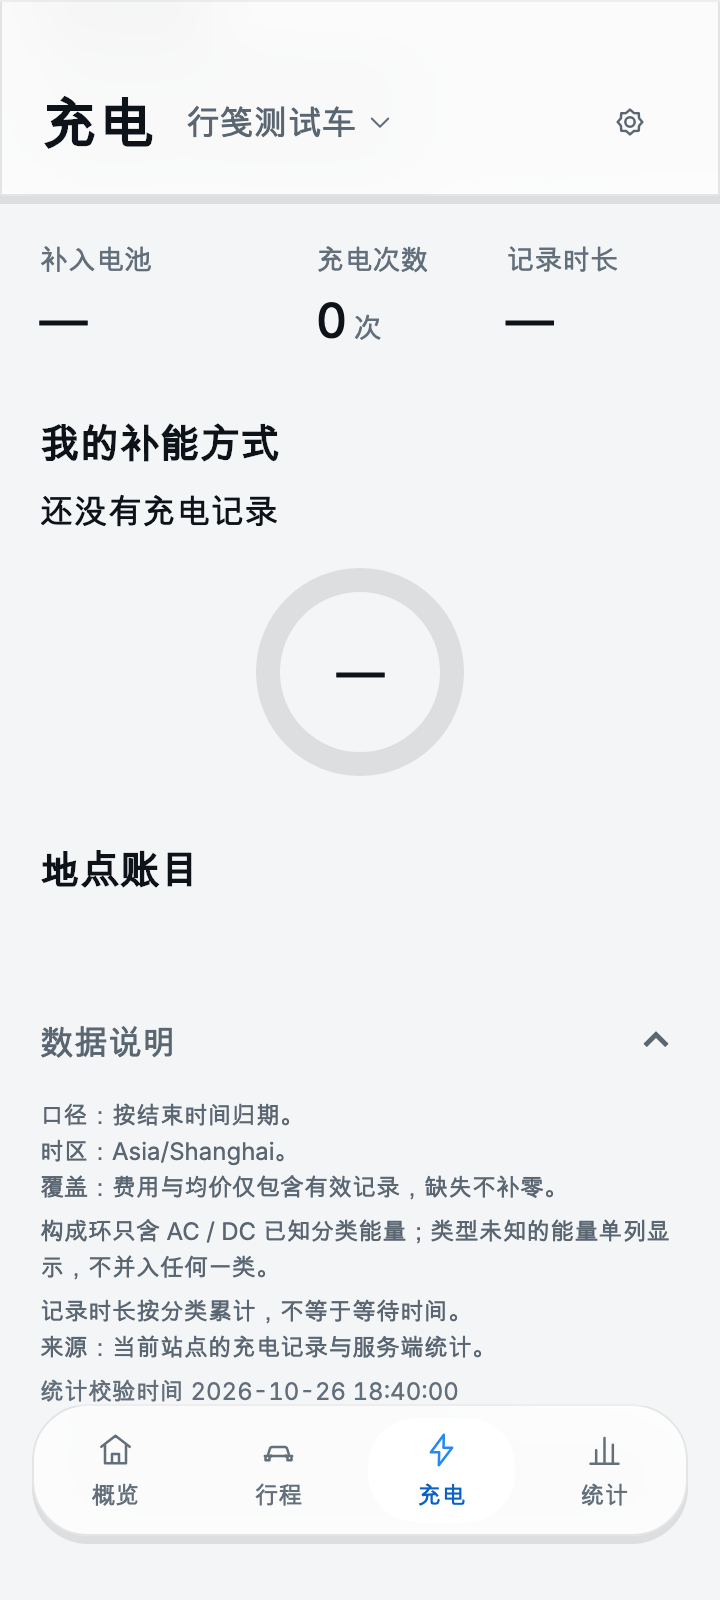 充电 行笺测试车
补入电池 充电次数 记录时长
— 0 次 —
我的补能方式
还没有充电记录
—
地点账目
数据说明
口径：按结束时间归期。
时区：Asia/Shanghai。
覆盖：费用与均价仅包含有效记录，缺失不补零。
构成环只含 AC / DC 已知分类能量；类型未知的能量单列显
示，不并入任何一类。
记录时长按分类累计，不等于等待时间。
来源：当前站点的充电记录与服务端统计。
统计校验时间 2026-10-26 18:40:00
概览 行程 充电 统计